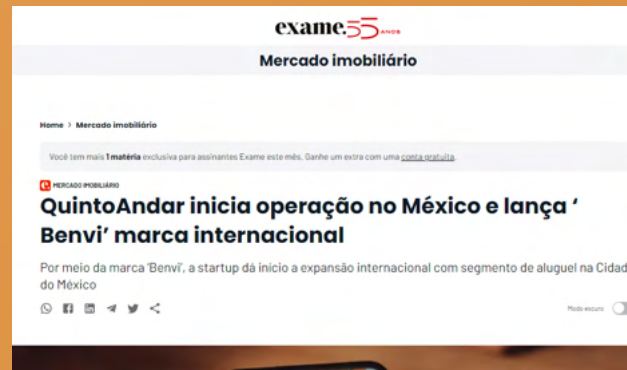 exame.55 ANOS
Mercado imobiliário
Home > Mercado imobiliário
Você tem mais 1 matéria exclusiva para assinantes Exame este mês. Ganhe um extra com uma conta gratuita.
MERCADO IMOBILIÁRIO
QuintoAndar inicia operação no México e lança ‘
Benvi’ marca internacional
Por meio da marca 'Benvi', a startup dá início a expansão internacional com segmento de aluguel na Cidad
do México
Modo escuro